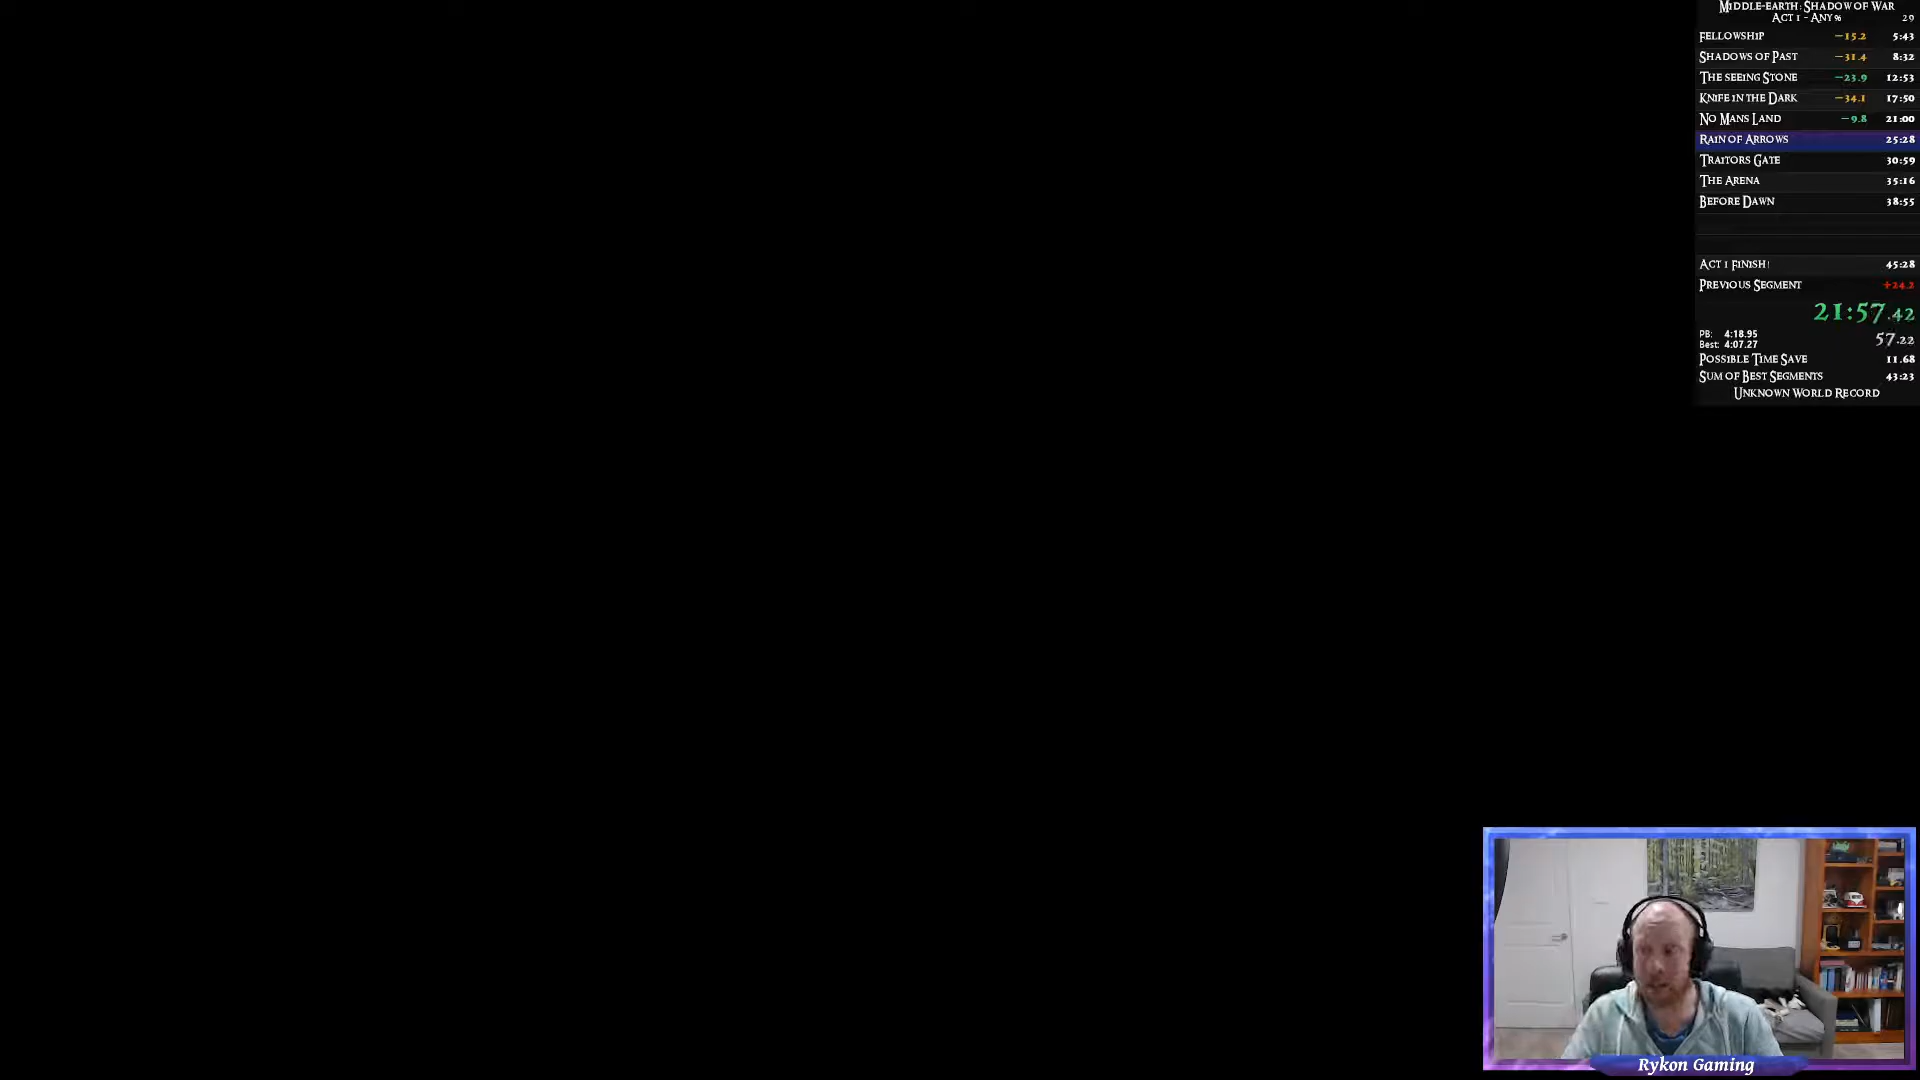 Middle-earth: Shadow of War
Act 1 - Any% 29
Fellowship -15.2 5:43
Shadows of Past -31.4 8:32
The seeing Stone -23.9 12:53
Knife in the Dark -34.1 17:50
No Mans Land -9.8 21:00
Rain of Arrows 25:28
Traitors Gate 30:59
The Arena 35:16
Before Dawn 38:55
Act 1 Finish! 45:28
Previous Segment +24.2
21:57.42
PB: 4:18.95
Best: 4:07.27
57.22
Possible Time Save 11.68
Sum of Best Segments 43:23
Unknown World Record
Rykon Gaming